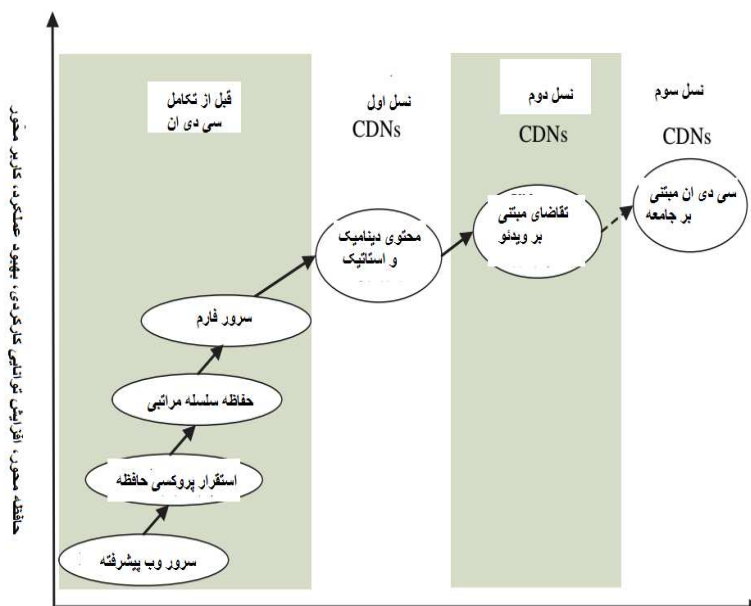 قبل از تکامل
سی دی ان
نسل اول
CDNs
نسل دوم
CDNs
نسل سوم
CDNs
سی دی ان مبتنی
بر جامعه
تقاضای مبتنی
بر ویدئو
محتوی دینامیک
و استاتیک
سرور فارم
حفاظه سلسله مراتبی
استقرار پروکسی حافظه
سرور وب پیشرفته
حافظه محور، افزایش توانایی کارکردی، بهبود عملکرد، کاربر محور